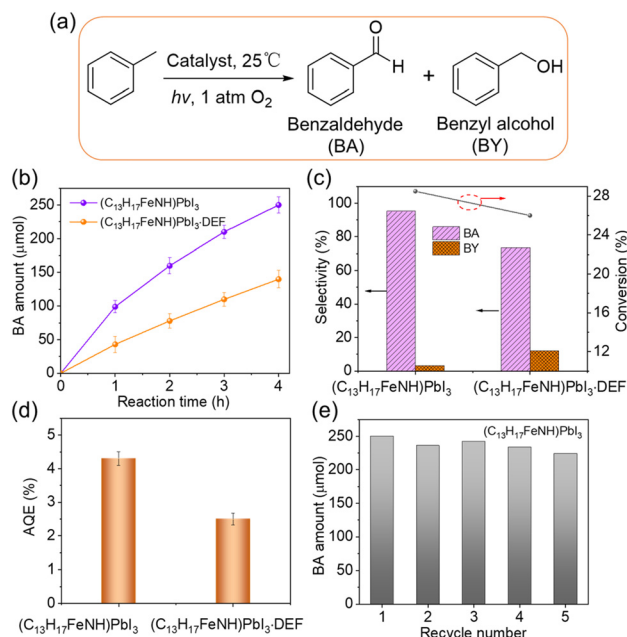 (a)
Catalyst, 25℃
hν, 1 atm O₂
O
H
+
OH
Benzaldehyde
(BA)
Benzyl alcohol
(BY)
(b)
BA amount (μmol)
250
200
150
100
50
0
(C₁₃H₁₇FeNH)PbI₃
(C₁₃H₁₇FeNH)PbI₃·DEF
0 1 2 3 4
Reaction time (h)
(c)
Selectivity (%)
100
80
60
40
20
0
BA
BY
28
26
24
22
12
Conversion (%)
(C₁₃H₁₇FeNH)PbI₃
(C₁₃H₁₇FeNH)PbI₃·DEF
(d)
AQE (%)
5
4
3
2
1
0
(C₁₃H₁₇FeNH)PbI₃
(C₁₃H₁₇FeNH)PbI₃·DEF
(e)
BA amount (μmol)
250
200
150
100
50
0
(C₁₃H₁₇FeNH)PbI₃
1 2 3 4 5
Recycle number